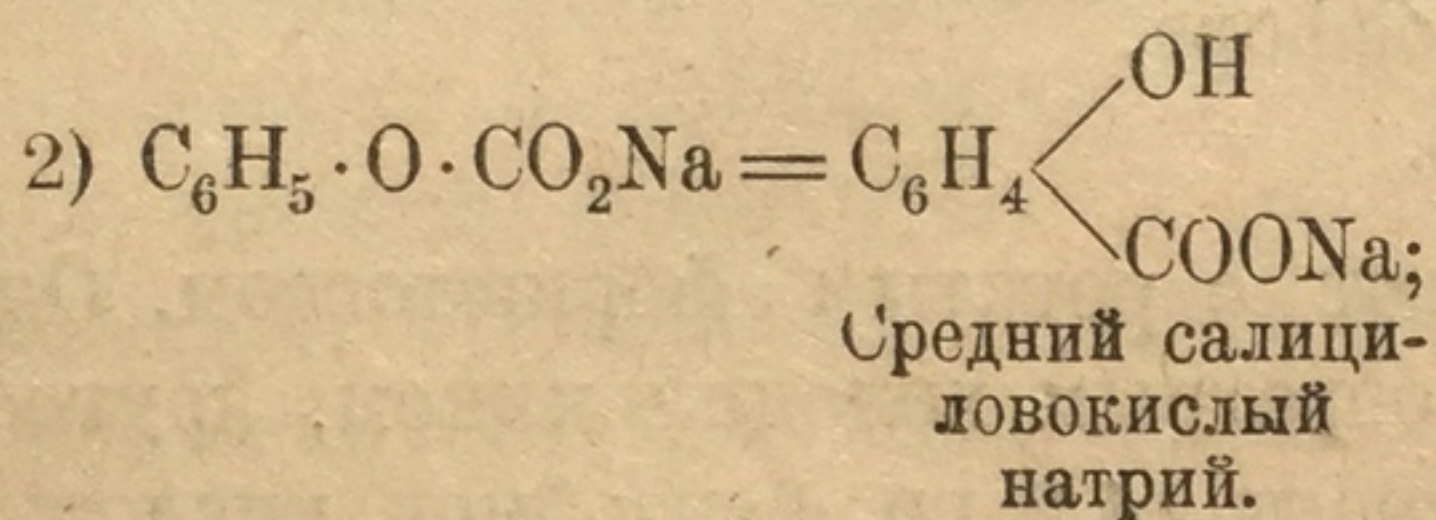 OH
2) C₆H₅·O·CO₂Na=C₆H₄
COONa;
Средний салици-
ловокислый
натрий.